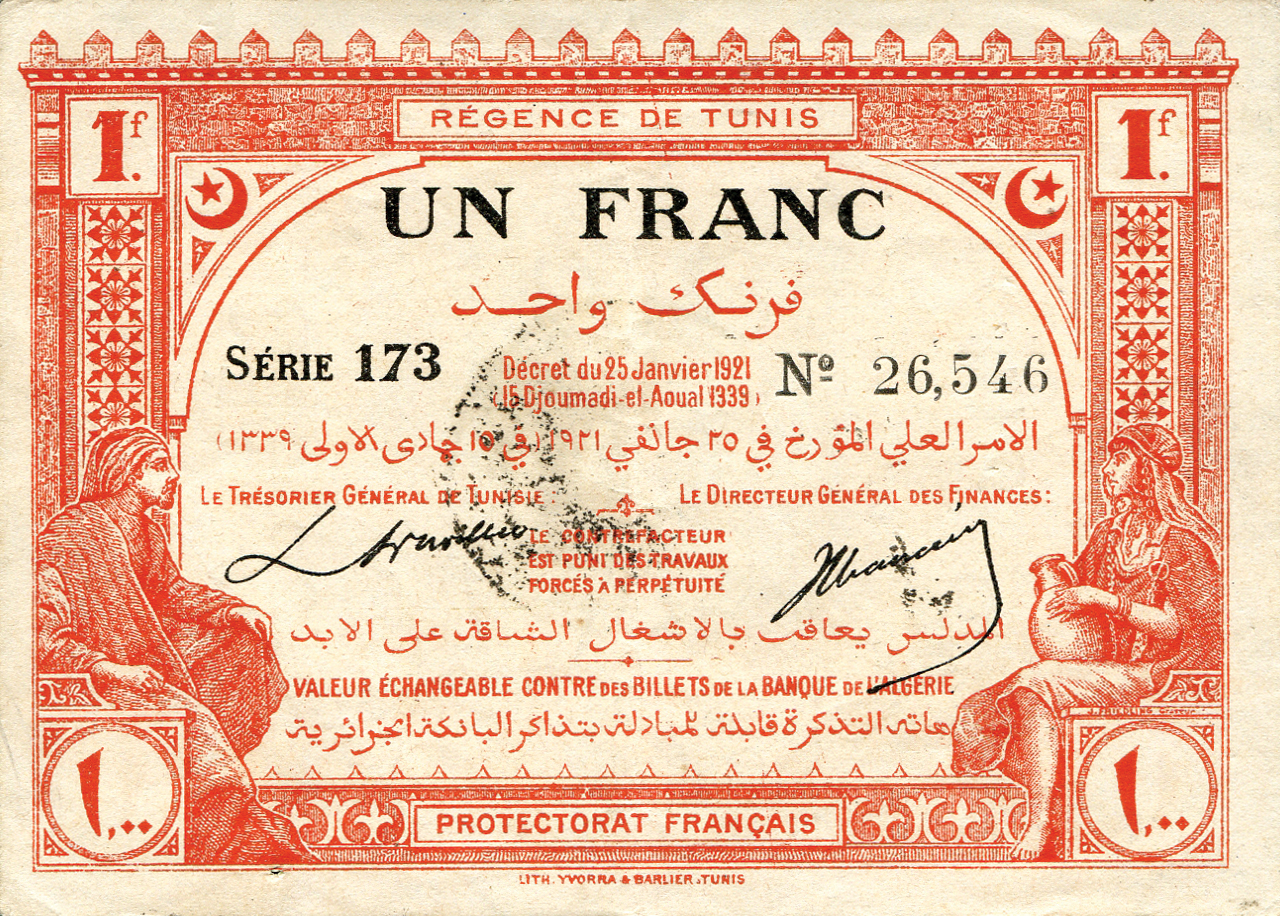 RÉGENCE DE TUNIS
1.f
1.f
UN FRANC
فرنك واحد
SÉRIE 173
Décret du 25 Janvier 1921
(15 Djoumadi-el-Aoual 1339)
Nº 26,546
الامر العلي المؤرخ في ٢٥ جانفي ١٩٢١ (في ١٥ جمادى الاولى ١٣٣٩)
LE TRÉSORIER GÉNÉRAL DE TUNISIE :
LE DIRECTEUR GÉNÉRAL DES FINANCES :
LE CONTREFACTEUR
EST PUNI DES TRAVAUX
FORCÉS À PERPÉTUITÉ
المدلس يعاقب بالاشغال الشاقة على الابد
VALEUR ÉCHANGEABLE CONTRE DES BILLETS DE LA BANQUE DE L'ALGÉRIE
هاته التذكرة قابلة للمبادلة بتذاكر البانكة الجزائرية
١,٠٠
١,٠٠
PROTECTORAT FRANÇAIS
LITH. YVORRA & BARLIER, TUNIS